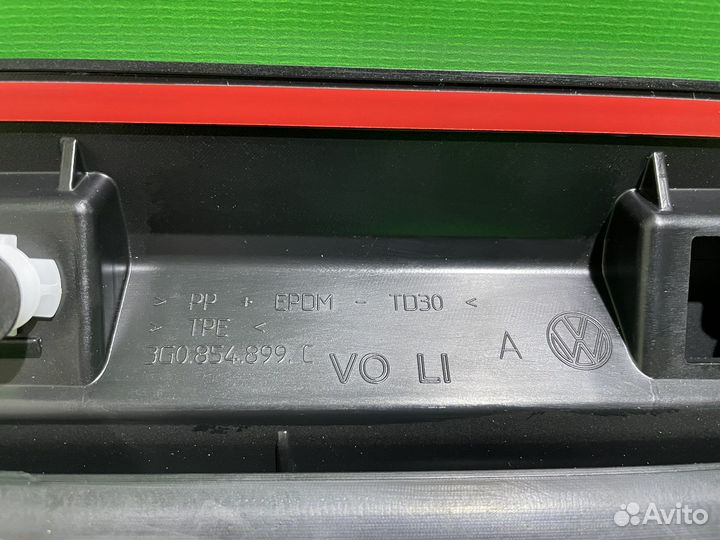 > PP + EPDM - TD30 <
> TPE <
3G0.854.899.C
VO LI A
Avito